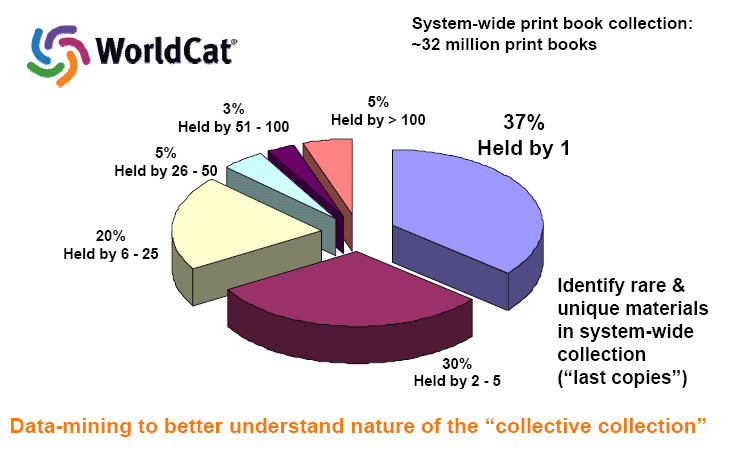 WorldCat®
System-wide print book collection:
~32 million print books
5%
Held by > 100
3%
Held by 51 - 100
37%
Held by 1
5%
Held by 26 - 50
20%
Held by 6 - 25
Identify rare &
unique materials
in system-wide
collection
(“last copies”)
30%
Held by 2 - 5
Data-mining to better understand nature of the “collective collection”